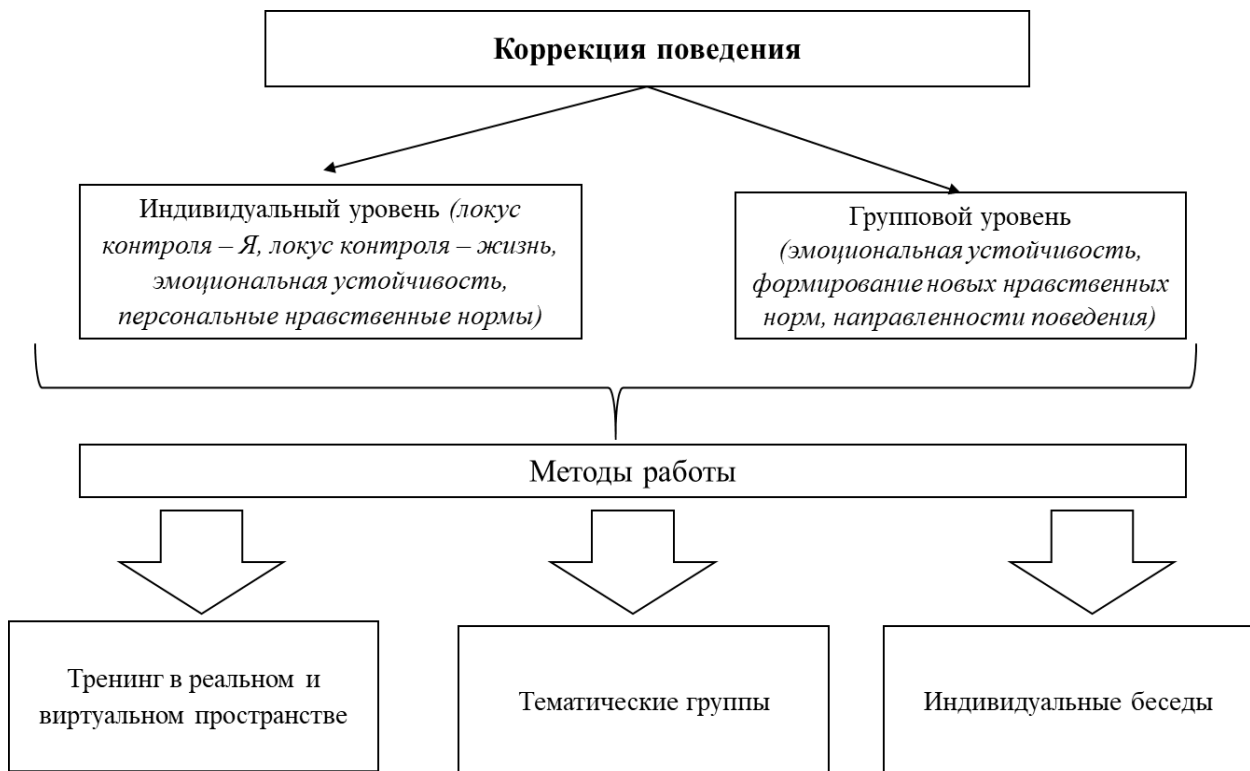 Коррекция поведения
Индивидуальный уровень (локус
контроля – Я, локус контроля – жизнь,
эмоциональная устойчивость,
персональные нравственные нормы)
Групповой уровень
(эмоциональная устойчивость,
формирование новых нравственных
норм, направленности поведения)
Методы работы
Тренинг в реальном и
виртуальном пространстве
Тематические группы
Индивидуальные беседы